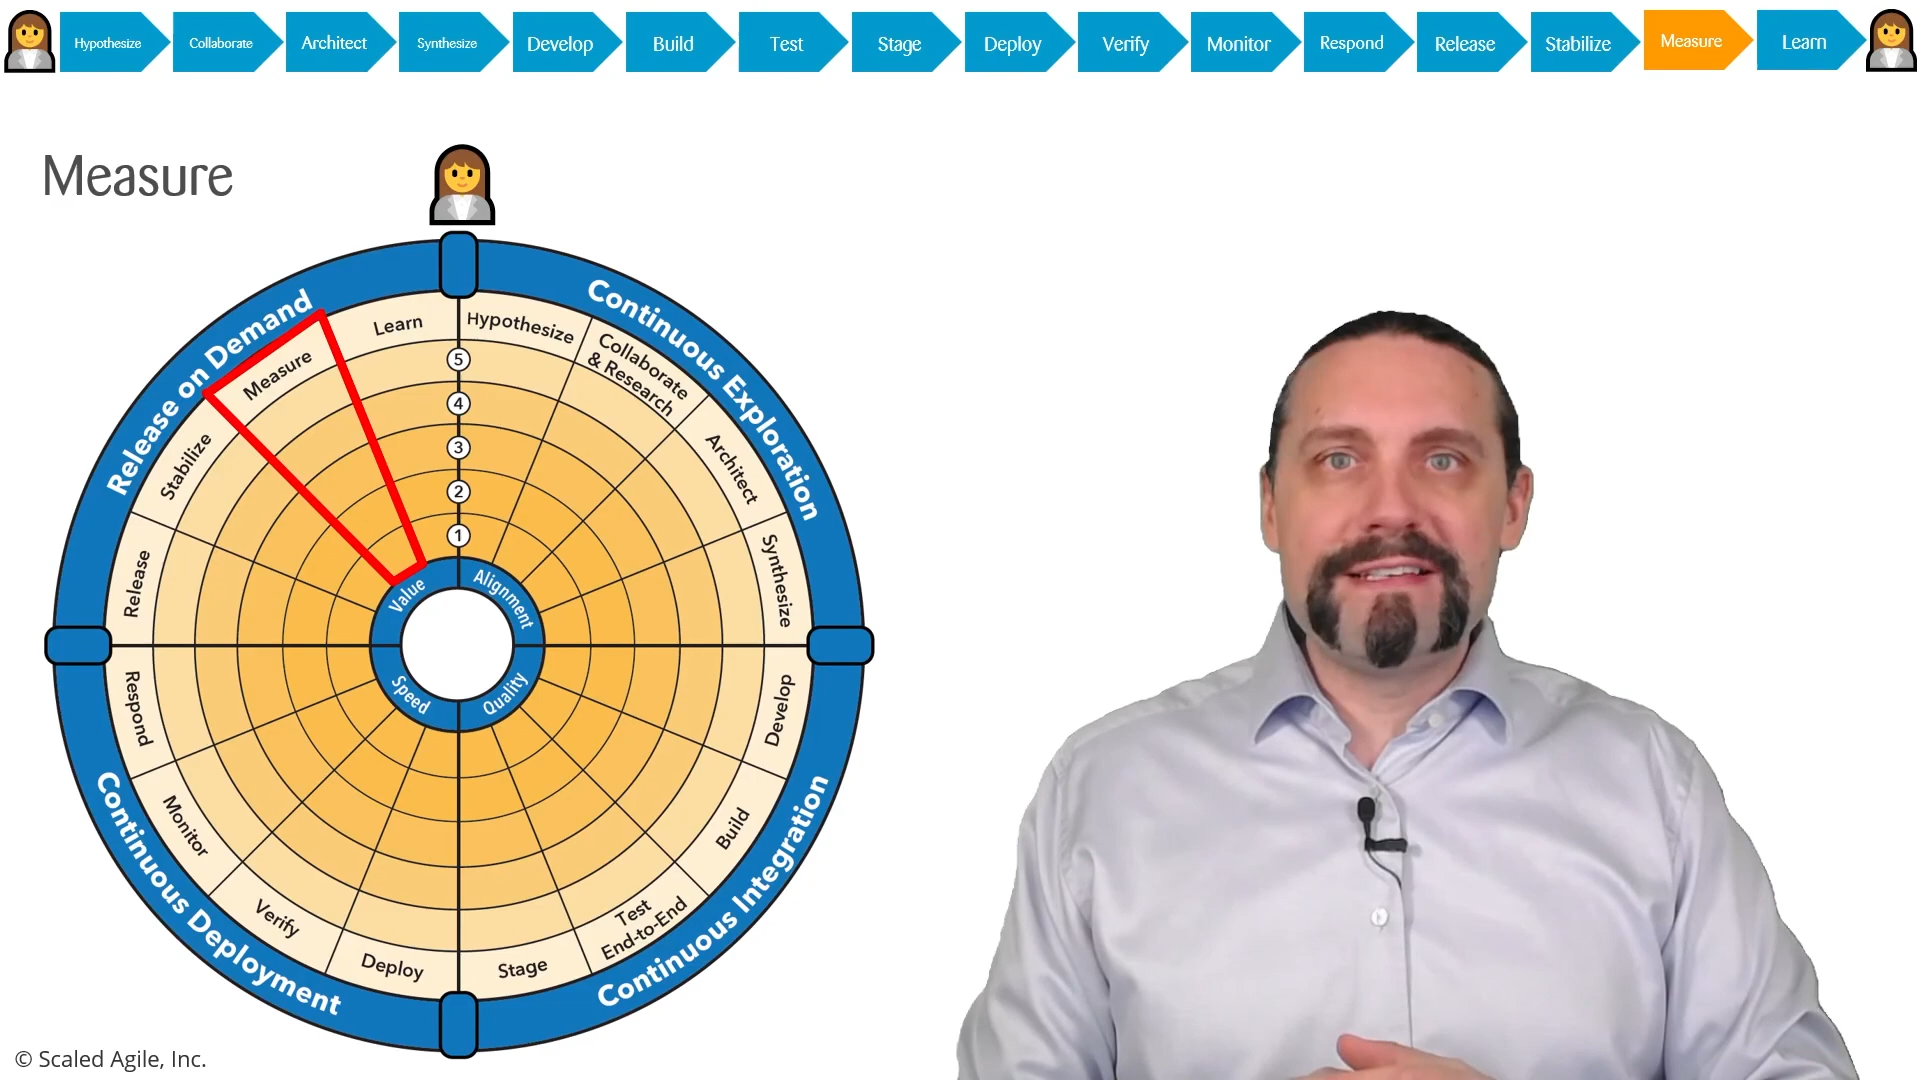 Hypothesize
Collaborate
Architect
Synthesize
Develop
Build
Test
Stage
Deploy
Verify
Monitor
Respond
Release
Stabilize
Measure
Learn
Measure
Continuous Exploration
Hypothesize
Collaborate
& Research
Architect
Synthesize
Continuous Integration
Develop
Build
Test
End-to-End
Stage
Continuous Deployment
Deploy
Verify
Monitor
Respond
Release on Demand
Release
Stabilize
Measure
Learn
5
4
3
2
1
Value
Alignment
Speed
Quality
© Scaled Agile, Inc.